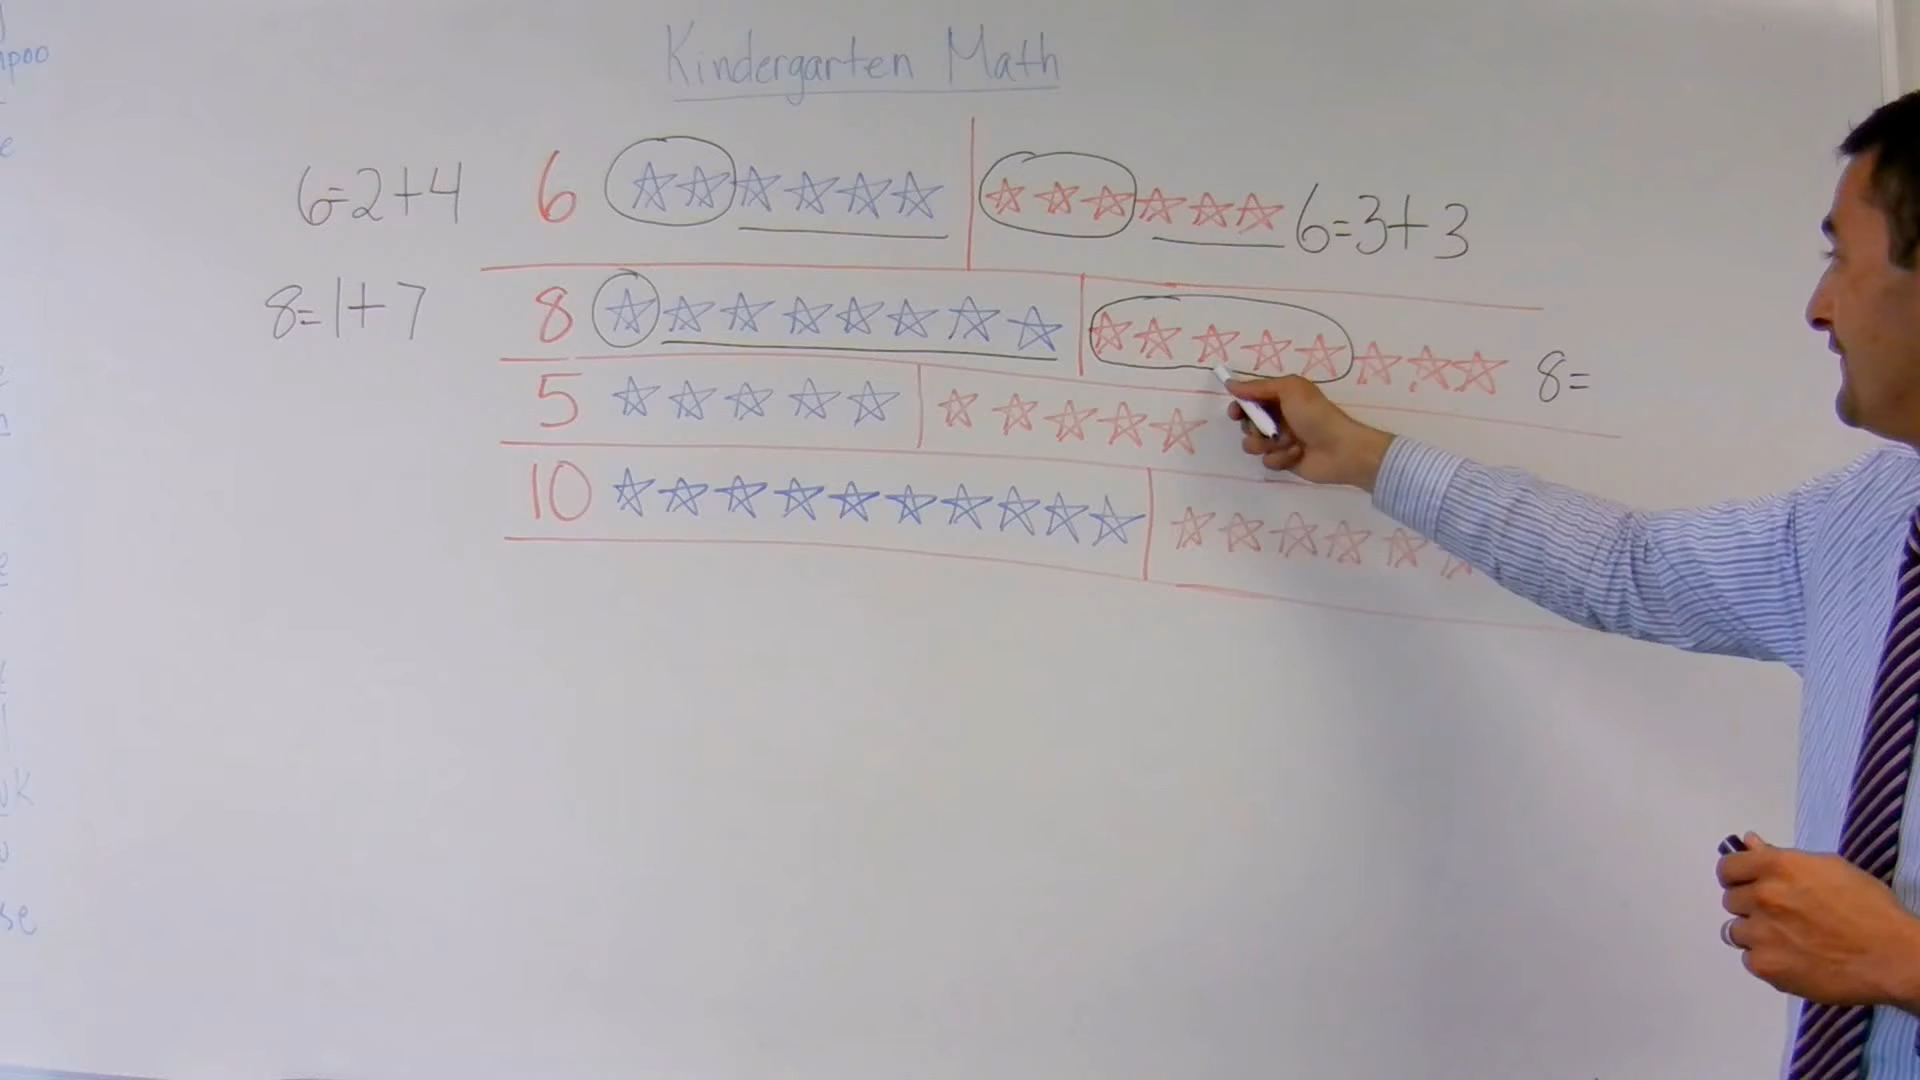 Kindergarten Math
6=2+4 6 6=3+3
8=1+7 8 8=
5
10